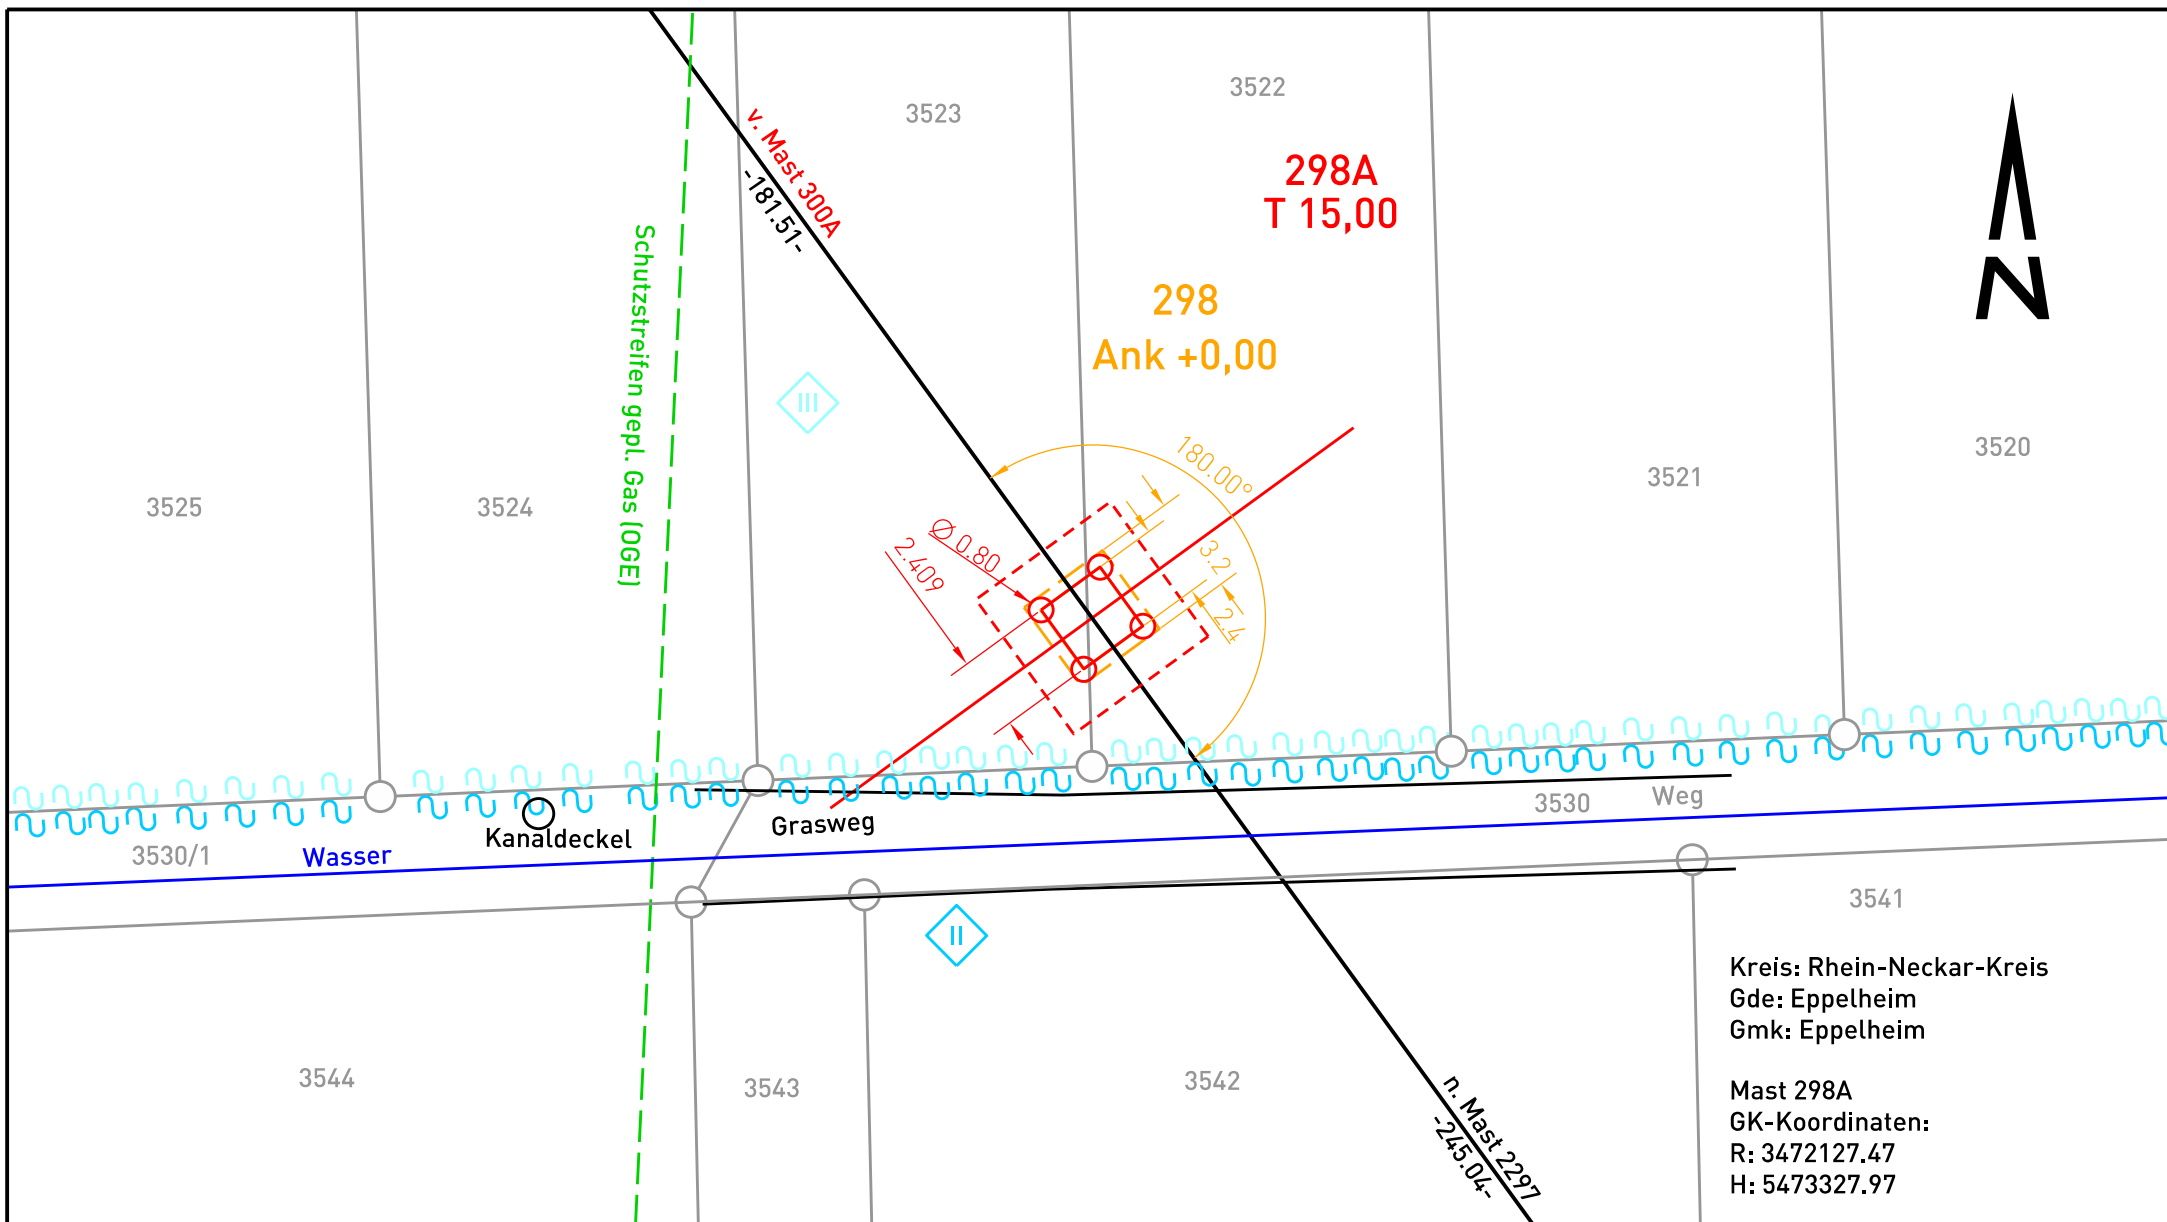 3522
3523
v. Mast 300A
-181.51-
298A
T 15,00
N
Schutzstreifen gepl. Gas (OGE)
298
Ann +0,00
III
180.00°
3520
3521
3525
3524
Ø 0.80
2.409
3.2
2.4
3530
Weg
Grasweg
Kanaldeckel
3530/1
Wasser
3541
II
Kreis: Rhein-Neckar-Kreis
Gde: Eppelheim
Gmk: Eppelheim
3544
3543
3542
n. Mast 2297
-245.04-
Mast 298A
GK-Koordinaten:
R: 3472127.47
H: 5473327.97